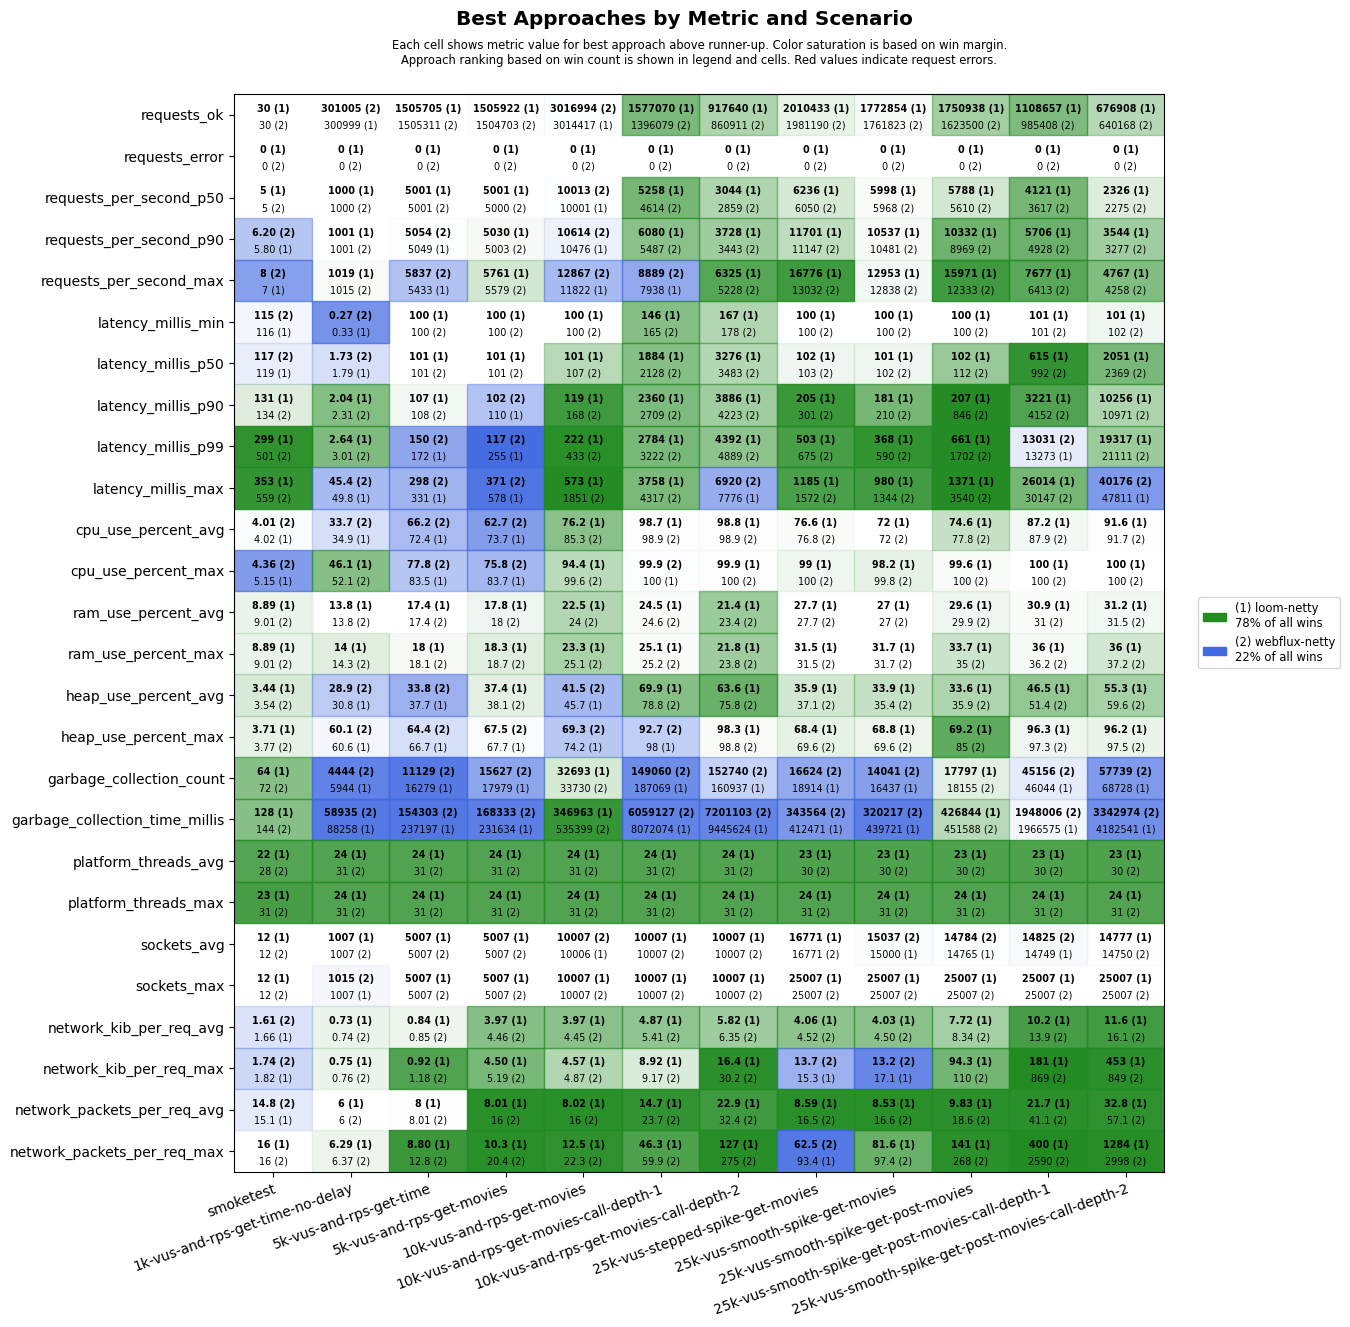 Best Approaches by Metric and Scenario
Each cell shows metric value for best approach above runner-up. Color saturation is based on win margin.
Approach ranking based on win count is shown in legend and cells. Red values indicate request errors.
requests_ok
30 (1) 301005 (2) 1505705 (1) 1505922 (1) 3016994 (2) 1577070 (1) 917640 (1) 2010433 (1) 1772854 (1) 1750938 (1) 1108657 (1) 676908 (1)
30 (2) 300999 (1) 1505311 (2) 1504703 (2) 3014417 (1) 1396079 (2) 860911 (2) 1981190 (2) 1761823 (2) 1623500 (2) 985408 (2) 640168 (2)
requests_error
0 (1) 0 (1) 0 (1) 0 (1) 0 (1) 0 (1) 0 (1) 0 (1) 0 (1) 0 (1) 0 (1) 0 (1)
0 (2) 0 (2) 0 (2) 0 (2) 0 (2) 0 (2) 0 (2) 0 (2) 0 (2) 0 (2) 0 (2) 0 (2)
requests_per_second_p50
5 (1) 1000 (1) 5001 (1) 5001 (1) 10013 (2) 5258 (1) 3044 (1) 6236 (1) 5998 (1) 5788 (1) 4121 (1) 2326 (1)
5 (2) 1000 (2) 5001 (2) 5000 (2) 10001 (1) 4614 (2) 2859 (2) 6050 (2) 5968 (2) 5610 (2) 3617 (2) 2275 (2)
requests_per_second_p90
6.20 (2) 1001 (1) 5054 (2) 5030 (1) 10614 (2) 6080 (1) 3728 (1) 11701 (1) 10537 (1) 10332 (1) 5706 (1) 3544 (1)
5.80 (1) 1001 (2) 5049 (1) 5003 (2) 10476 (1) 5487 (2) 3443 (2) 11147 (2) 10481 (2) 8969 (2) 4928 (2) 3277 (2)
requests_per_second_max
8 (2) 1019 (1) 5837 (2) 5761 (1) 12867 (2) 8889 (2) 6325 (1) 16776 (1) 12953 (1) 15971 (1) 7677 (1) 4767 (1)
7 (1) 1015 (2) 5433 (1) 5579 (2) 11822 (1) 7938 (1) 5228 (2) 13032 (2) 12838 (2) 12333 (2) 6413 (2) 4258 (2)
latency_millis_min
115 (2) 0.27 (2) 100 (1) 100 (1) 100 (1) 146 (1) 167 (1) 100 (1) 100 (1) 100 (1) 101 (1) 101 (1)
116 (1) 0.33 (1) 100 (2) 100 (2) 100 (2) 165 (2) 178 (2) 100 (2) 100 (2) 100 (2) 101 (2) 102 (2)
latency_millis_p50
117 (2) 1.73 (2) 101 (1) 101 (1) 101 (1) 1884 (1) 3276 (1) 102 (1) 101 (1) 102 (1) 615 (1) 2051 (1)
119 (1) 1.79 (1) 101 (2) 101 (2) 107 (2) 2128 (2) 3483 (2) 103 (2) 102 (2) 112 (2) 992 (2) 2369 (2)
latency_millis_p90
131 (1) 2.04 (1) 107 (1) 102 (2) 119 (1) 2360 (1) 3886 (1) 205 (1) 181 (1) 207 (1) 3221 (1) 10256 (1)
134 (2) 2.31 (2) 108 (2) 110 (1) 168 (2) 2709 (2) 4223 (2) 301 (2) 210 (2) 846 (2) 4152 (2) 10971 (2)
latency_millis_p99
299 (1) 2.64 (1) 150 (2) 117 (2) 222 (1) 2784 (1) 4392 (1) 503 (1) 368 (1) 661 (1) 13031 (2) 19317 (1)
501 (2) 3.01 (2) 172 (1) 255 (1) 433 (2) 3222 (2) 4889 (2) 675 (2) 590 (2) 1702 (2) 13273 (1) 21111 (2)
latency_millis_max
353 (1) 45.4 (2) 298 (2) 371 (2) 573 (1) 3758 (1) 6920 (2) 1185 (1) 980 (1) 1371 (1) 26014 (1) 40176 (2)
559 (2) 49.8 (1) 331 (1) 578 (1) 1851 (2) 4317 (2) 7776 (1) 1572 (2) 1344 (2) 3540 (2) 30147 (2) 47811 (1)
cpu_use_percent_avg
4.01 (2) 33.7 (2) 66.2 (2) 62.7 (2) 76.2 (1) 98.7 (1) 98.8 (1) 76.6 (1) 72 (1) 74.6 (1) 87.2 (1) 91.6 (1)
4.02 (1) 34.9 (1) 72.4 (1) 73.7 (1) 85.3 (2) 98.9 (2) 98.9 (2) 76.8 (2) 72 (2) 77.8 (2) 87.9 (2) 91.7 (2)
cpu_use_percent_max
4.36 (2) 46.1 (1) 77.8 (2) 75.8 (2) 94.4 (1) 99.9 (2) 99.9 (1) 99 (1) 98.2 (1) 99.6 (1) 100 (1) 100 (1)
5.15 (1) 52.1 (2) 83.5 (1) 83.7 (1) 99.6 (2) 100 (1) 100 (2) 100 (2) 99.8 (2) 100 (2) 100 (2) 100 (2)
ram_use_percent_avg
8.89 (1) 13.8 (1) 17.4 (1) 17.8 (1) 22.5 (1) 24.5 (1) 21.4 (1) 27.7 (1) 27 (1) 29.6 (1) 30.9 (1) 31.2 (1)
9.01 (2) 13.8 (2) 17.4 (2) 18 (2) 24 (2) 24.6 (2) 23.4 (2) 27.7 (2) 27 (2) 29.9 (2) 31 (2) 31.5 (2)
ram_use_percent_max
8.89 (1) 14 (1) 18 (1) 18.3 (1) 23.3 (1) 25.1 (1) 21.8 (1) 31.5 (1) 31.7 (1) 33.7 (1) 36 (1) 36 (1)
9.01 (2) 14.3 (2) 18.1 (2) 18.7 (2) 25.1 (2) 25.2 (2) 23.8 (2) 31.5 (2) 31.7 (2) 35 (2) 36.2 (2) 37.2 (2)
heap_use_percent_avg
3.44 (1) 28.9 (2) 33.8 (2) 37.4 (1) 41.5 (2) 69.9 (1) 63.6 (1) 35.9 (1) 33.9 (1) 33.6 (1) 46.5 (1) 55.3 (1)
3.54 (2) 30.8 (1) 37.7 (1) 38.1 (2) 45.7 (1) 78.8 (2) 75.8 (2) 37.1 (2) 35.4 (2) 35.9 (2) 51.4 (2) 59.6 (2)
heap_use_percent_max
3.71 (1) 60.1 (2) 64.4 (2) 67.5 (2) 69.3 (2) 92.7 (2) 98.3 (1) 68.4 (1) 68.8 (1) 69.2 (1) 96.3 (1) 96.2 (1)
3.77 (2) 60.6 (1) 66.7 (1) 67.7 (1) 74.2 (1) 98 (1) 98.8 (2) 69.6 (2) 69.6 (2) 85 (2) 97.3 (2) 97.5 (2)
garbage_collection_count
64 (1) 4444 (2) 11129 (2) 15627 (2) 32693 (1) 149060 (2) 152740 (2) 16624 (2) 14041 (2) 17797 (1) 45156 (2) 57739 (2)
72 (2) 5944 (1) 16279 (1) 17979 (1) 33730 (2) 187069 (1) 160937 (1) 18914 (1) 16437 (1) 18155 (2) 46044 (1) 68728 (1)
garbage_collection_time_millis
128 (1) 58935 (2) 154303 (2) 168333 (2) 346963 (1) 6059127 (2) 7201103 (2) 343564 (2) 320217 (2) 426844 (1) 1948006 (2) 3342974 (2)
144 (2) 88258 (1) 237197 (1) 231634 (1) 535399 (2) 8072074 (1) 9445624 (1) 412471 (1) 439721 (1) 451588 (2) 1966575 (1) 4182541 (1)
platform_threads_avg
22 (1) 24 (1) 24 (1) 24 (1) 24 (1) 24 (1) 24 (1) 23 (1) 23 (1) 23 (1) 23 (1) 23 (1)
28 (2) 31 (2) 31 (2) 31 (2) 31 (2) 31 (2) 31 (2) 30 (2) 30 (2) 30 (2) 30 (2) 30 (2)
platform_threads_max
23 (1) 24 (1) 24 (1) 24 (1) 24 (1) 24 (1) 24 (1) 24 (1) 24 (1) 24 (1) 24 (1) 24 (1)
31 (2) 31 (2) 31 (2) 31 (2) 31 (2) 31 (2) 31 (2) 31 (2) 31 (2) 31 (2) 31 (2) 31 (2)
sockets_avg
12 (1) 1007 (1) 5007 (1) 5007 (1) 10007 (2) 10007 (1) 10007 (1) 16771 (1) 15037 (2) 14784 (2) 14825 (2) 14777 (1)
12 (2) 1007 (2) 5007 (2) 5007 (2) 10006 (1) 10007 (2) 10007 (2) 16771 (2) 15000 (1) 14765 (1) 14749 (1) 14750 (2)
sockets_max
12 (1) 1015 (2) 5007 (1) 5007 (1) 10007 (1) 10007 (1) 10007 (1) 25007 (1) 25007 (1) 25007 (1) 25007 (1) 25007 (1)
12 (2) 1007 (1) 5007 (2) 5007 (2) 10007 (2) 10007 (2) 10007 (2) 25007 (2) 25007 (2) 25007 (2) 25007 (2) 25007 (2)
network_kib_per_req_avg
1.61 (2) 0.73 (1) 0.84 (1) 3.97 (1) 3.97 (1) 4.87 (1) 5.82 (1) 4.06 (1) 4.03 (1) 7.72 (1) 10.2 (1) 11.6 (1)
1.66 (1) 0.74 (2) 0.85 (2) 4.46 (2) 4.45 (2) 5.41 (2) 6.35 (2) 4.52 (2) 4.50 (2) 8.34 (2) 13.9 (2) 16.1 (2)
network_kib_per_req_max
1.74 (2) 0.75 (1) 0.92 (1) 4.50 (1) 4.57 (1) 8.92 (1) 16.4 (1) 13.7 (2) 13.2 (2) 94.3 (1) 181 (1) 453 (1)
1.82 (1) 0.76 (2) 1.18 (2) 5.19 (2) 4.87 (2) 9.17 (2) 30.2 (2) 15.3 (1) 17.1 (1) 110 (2) 869 (2) 849 (2)
network_packets_per_req_avg
14.8 (2) 6 (1) 8 (1) 8.01 (1) 8.02 (1) 14.7 (1) 22.9 (1) 8.59 (1) 8.53 (1) 9.83 (1) 21.7 (1) 32.8 (1)
15.1 (1) 6 (2) 8.01 (2) 16 (2) 16 (2) 23.7 (2) 32.4 (2) 16.5 (2) 16.6 (2) 18.6 (2) 41.1 (2) 57.1 (2)
network_packets_per_req_max
16 (1) 6.29 (1) 8.80 (1) 10.3 (1) 12.5 (1) 46.3 (1) 127 (1) 62.5 (2) 81.6 (1) 141 (1) 400 (1) 1284 (1)
16 (2) 6.37 (2) 12.8 (2) 20.4 (2) 22.3 (2) 59.9 (2) 275 (2) 93.4 (1) 97.4 (2) 268 (2) 2590 (2) 2998 (2)
smoketest
1k-vus-and-rps-get-time-no-delay
5k-vus-and-rps-get-time
5k-vus-and-rps-get-movies
10k-vus-and-rps-get-movies
10k-vus-and-rps-get-movies-call-depth-1
10k-vus-and-rps-get-movies-call-depth-2
25k-vus-stepped-spike-get-movies
25k-vus-smooth-spike-get-movies
25k-vus-smooth-spike-get-post-movies
25k-vus-smooth-spike-get-post-movies-call-depth-1
25k-vus-smooth-spike-get-post-movies-call-depth-2
(1) loom-netty
78% of all wins
(2) webflux-netty
22% of all wins